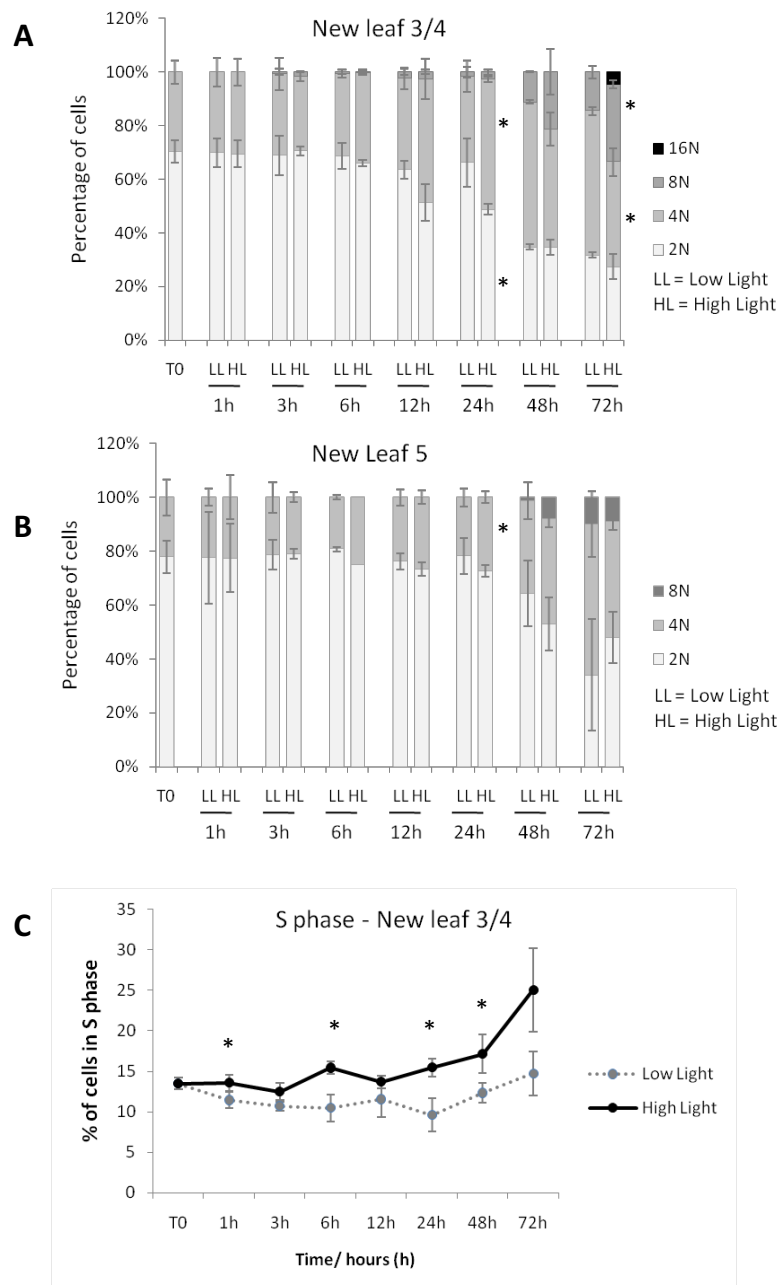 A
New leaf 3/4
Percentage of cells
120%
100%
80%
60%
40%
20%
0%
*
*
*
*
16N
8N
4N
2N
LL = Low Light
HL = High Light
T0 LL HL LL HL LL HL LL HL LL HL LL HL LL HL
1h 3h 6h 12h 24h 48h 72h
B
New Leaf 5
Percentage of cells
120%
100%
80%
60%
40%
20%
0%
*
8N
4N
2N
LL = Low Light
HL = High Light
T0 LL HL LL HL LL HL LL HL LL HL LL HL LL HL
1h 3h 6h 12h 24h 48h 72h
C
S phase - New leaf 3/4
% of cells in S phase
35
30
25
20
15
10
5
0
* * * *
Low Light
High Light
T0 1h 3h 6h 12h 24h 48h 72h
Time/ hours (h)